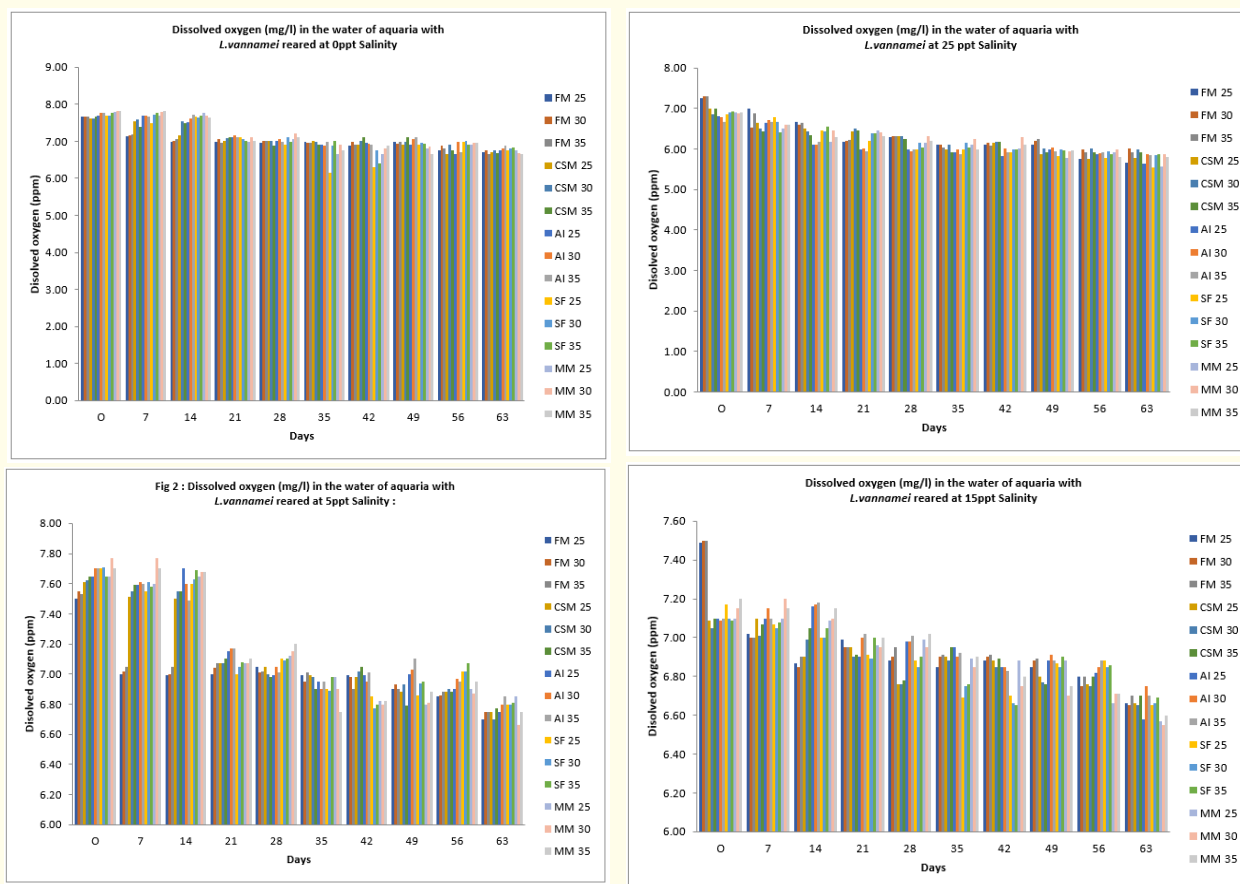 Dissolved oxygen (mg/l) in the water of aquaria with
L.vannamei reared at 0ppt Salinity
9.00
8.00
7.00
6.00
5.00
4.00
3.00
2.00
1.00
0.00
Disolved oxygen (ppm)
O 7 14 21 28 35 42 49 56 63
Days
FM 25
FM 30
FM 35
CSM 25
CSM 30
CSM 35
AI 25
AI 30
AI 35
SF 25
SF 30
SF 35
MM 25
MM 30
MM 35
Dissolved oxygen (mg/l) in the water of aquaria with
L.vannamei at 25 ppt Salinity
8.00
7.00
6.00
5.00
4.00
3.00
2.00
1.00
0.00
Disolved oxygen (ppm)
O 7 14 21 28 35 42 49 56 63
Days
FM 25
FM 30
FM 35
CSM 25
CSM 30
CSM 35
AI 25
AI 30
AI 35
SF 25
SF 30
SF 35
MM 25
MM 30
MM 35
Fig 2 : Dissolved oxygen (mg/l) in the water of aquaria with
L.vannamei reared at 5ppt Salinity :
8.00
7.80
7.60
7.40
7.20
7.00
6.80
6.60
6.40
6.20
6.00
Disolved oxygen (ppm)
O 7 14 21 28 35 42 49 56 63
Days
FM 25
FM 30
FM 35
CSM 25
CSM 30
CSM 35
AI 25
AI 30
AI 35
SF 25
SF 30
SF 35
MM 25
MM 30
MM 35
Dissolved oxygen (mg/l) in the water of aquaria with
L.vannamei reared at 15ppt Salinity
7.60
7.40
7.20
7.00
6.80
6.60
6.40
6.20
6.00
Disolved oxygen (ppm)
O 7 14 21 28 35 42 49 56 63
Days
FM 25
FM 30
FM 35
CSM 25
CSM 30
CSM 35
AI 25
AI 30
AI 35
SF 25
SF 30
SF 35
MM 25
MM 30
MM 35